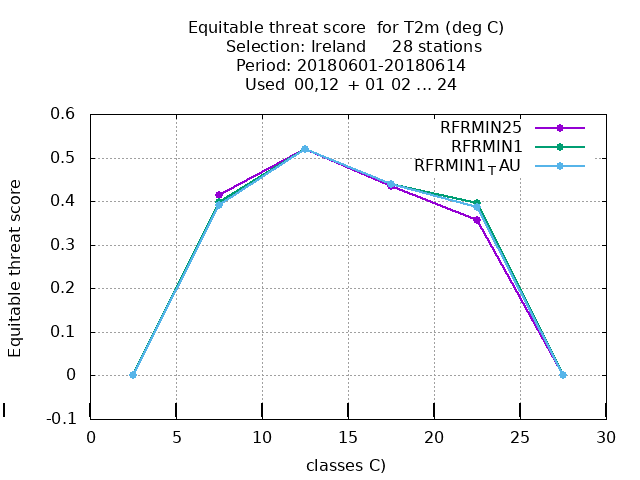 Equitable threat score for T2m (deg C)
Selection: Ireland 28 stations
Period: 20180601-20180614
Used 00,12 + 01 02 ... 24
RFRMIN25
RFRMIN1
RFRMIN1TAU
Equitable threat score
0.6
0.5
0.4
0.3
0.2
0.1
0
-0.1
0 5 10 15 20 25 30
classes C)